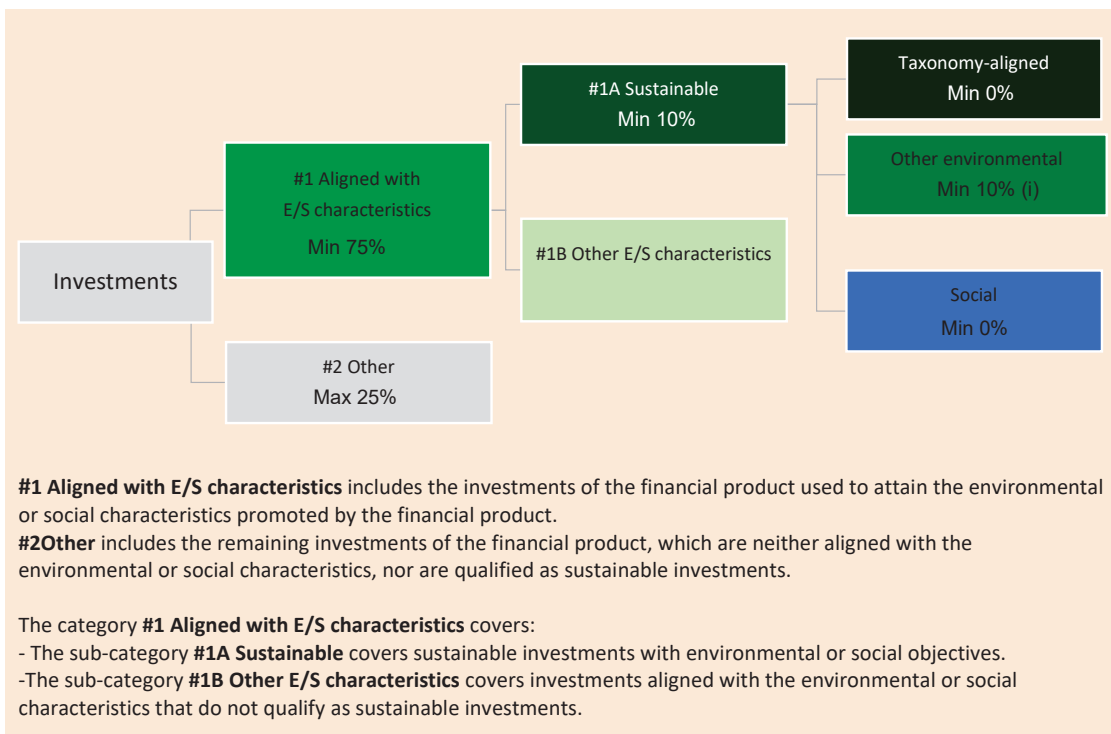 Investments
#1 Aligned with
E/S characteristics
Min 75%
#2 Other
Max 25%
#1A Sustainable
Min 10%
#1B Other E/S characteristics
Taxonomy-aligned
Min 0%
Other environmental
Min 10% (i)
Social
Min 0%
#1 Aligned with E/S characteristics includes the investments of the financial product used to attain the environmental
or social characteristics promoted by the financial product.
#2Other includes the remaining investments of the financial product, which are neither aligned with the
environmental or social characteristics, nor are qualified as sustainable investments.
The category #1 Aligned with E/S characteristics covers:
- The sub-category #1A Sustainable covers sustainable investments with environmental or social objectives.
-The sub-category #1B Other E/S characteristics covers investments aligned with the environmental or social
characteristics that do not qualify as sustainable investments.